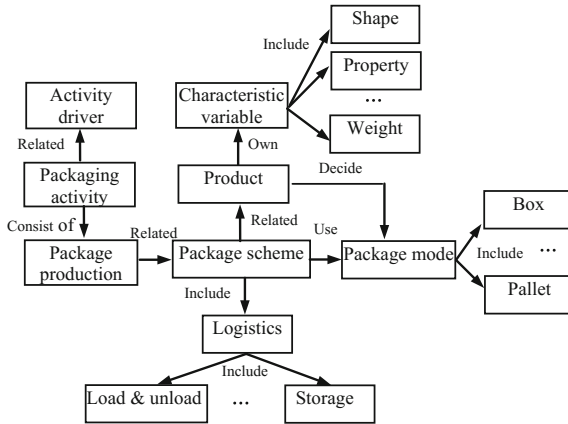 Shape
Include
Property
...
Weight
Activity
driver
Characteristic
variable
Related
Own
Packaging
activity
Product
Decide
Consist of
Related
Related
Use
Package
production
Package scheme
Package mode
Box
Include
...
Pallet
Include
Logistics
Include
Load & unload
...
Storage